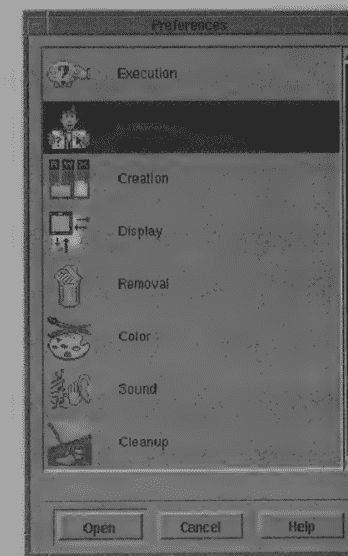 Preferences
Execution
Creation
Display
Removal
Color
Sound
Cleanup
Open Cancel Help